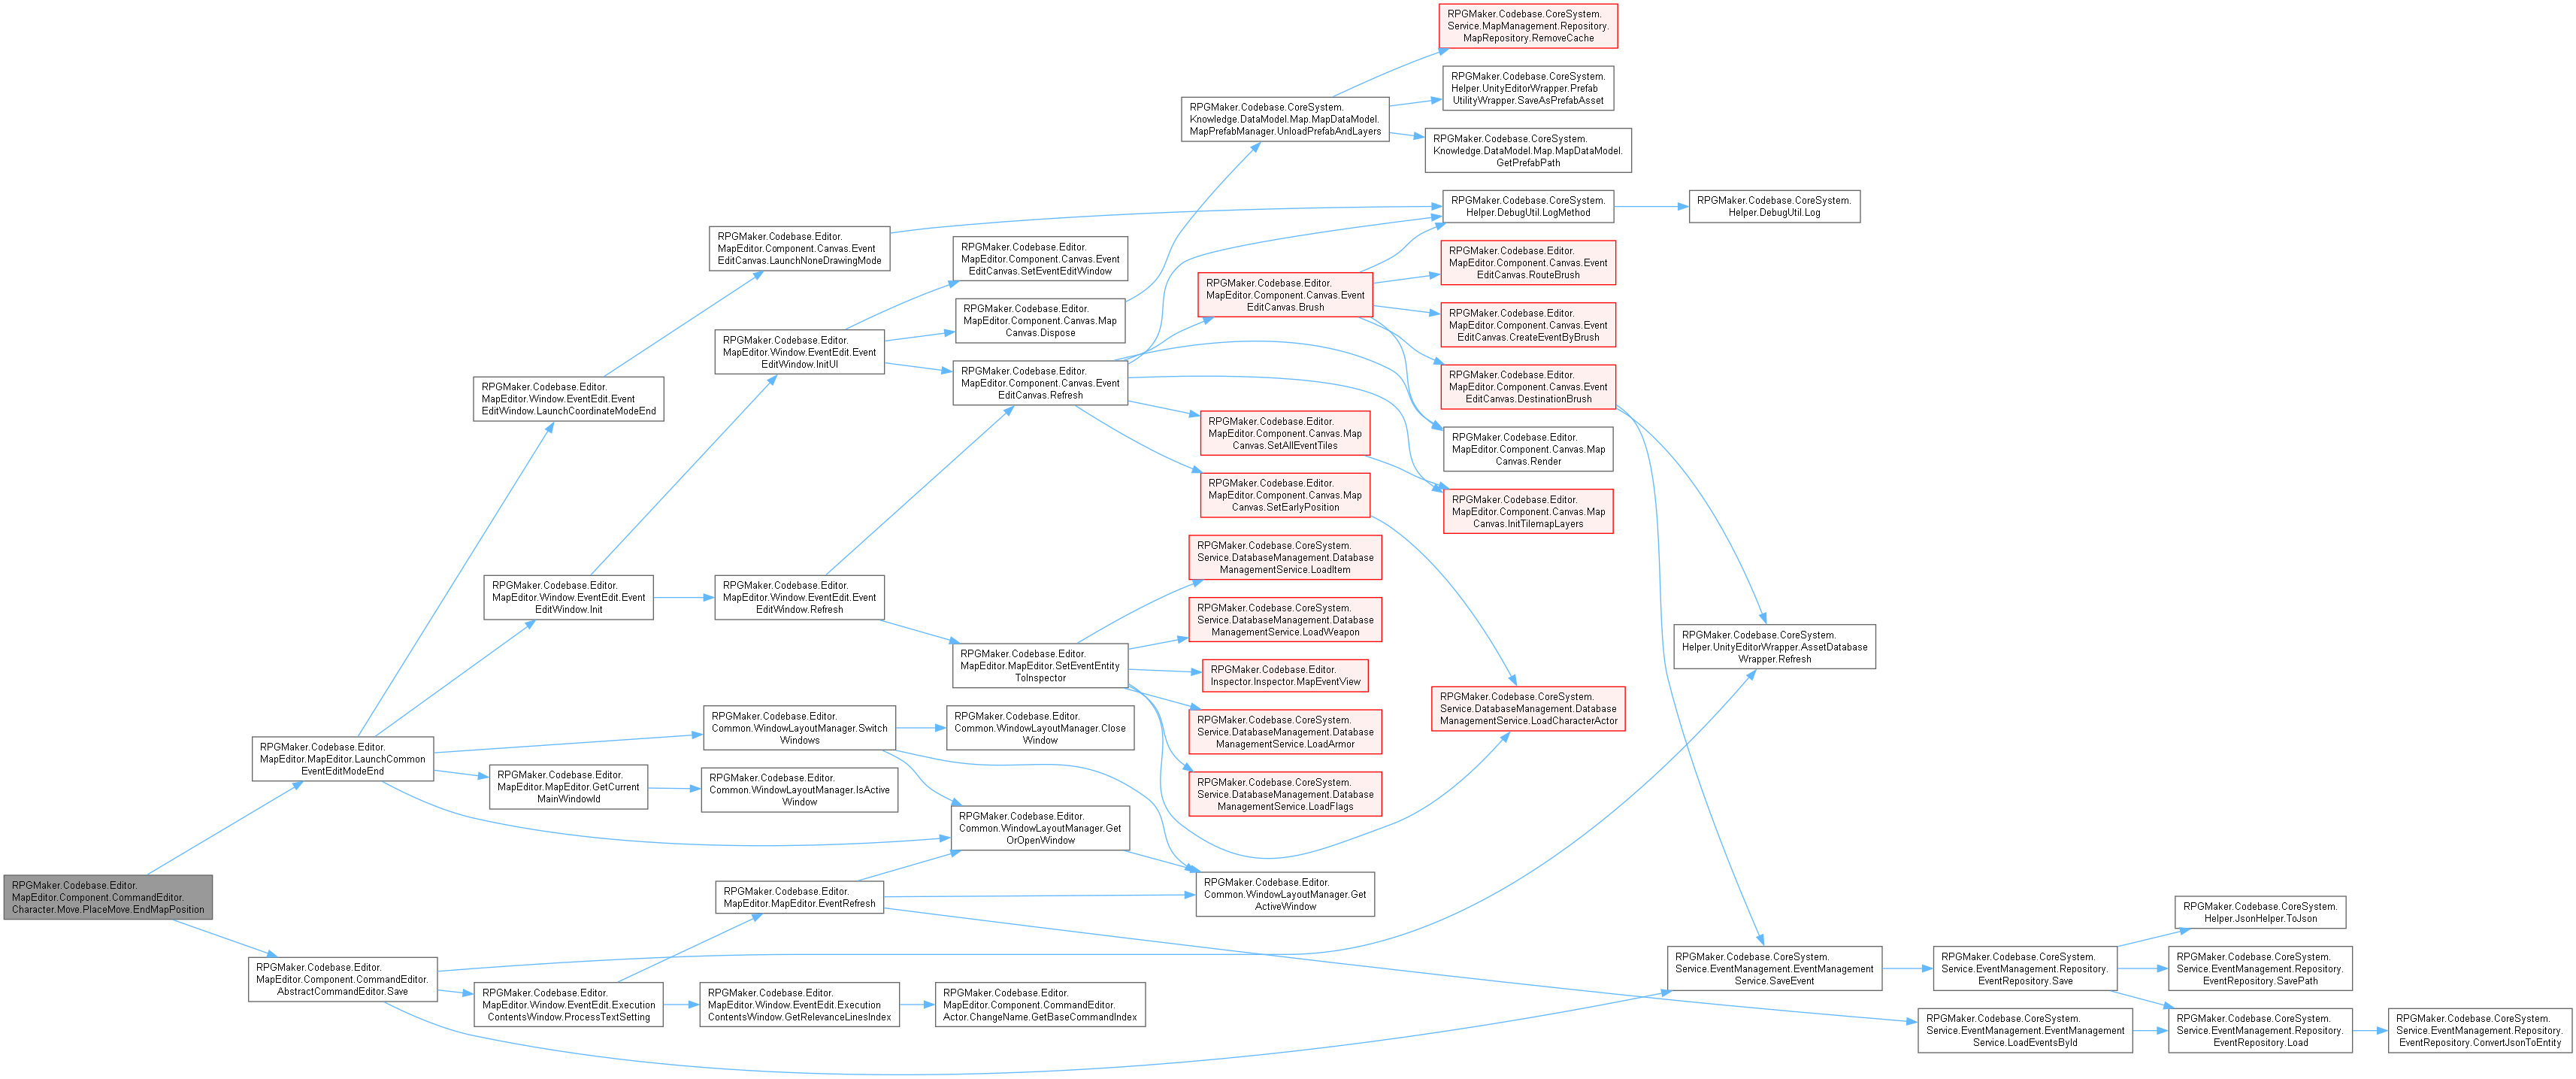 RPGMaker.Codebase.Editor.
MapEditor.Component.CommandEditor.
Character.Move.PlaceMove.EndMapPosition
RPGMaker.Codebase.Editor.
MapEditor.MapEditor.LaunchCommon
EventEditModeEnd
RPGMaker.Codebase.Editor.
MapEditor.Component.CommandEditor.
AbstractCommandEditor.Save
RPGMaker.Codebase.Editor.
MapEditor.Window.EventEdit.Event
EditWindow.LaunchCoordinateModeEnd
RPGMaker.Codebase.Editor.
MapEditor.Window.EventEdit.Event
EditWindow.Init
RPGMaker.Codebase.Editor.
MapEditor.MapEditor.GetCurrent
MainWindowId
RPGMaker.Codebase.Editor.
MapEditor.Window.EventEdit.Execution
ContentsWindow.ProcessTextSetting
RPGMaker.Codebase.Editor.
MapEditor.Component.Canvas.Event
EditCanvas.LaunchNoneDrawingMode
RPGMaker.Codebase.Editor.
MapEditor.Window.EventEdit.Event
EditWindow.InitUI
RPGMaker.Codebase.Editor.
MapEditor.Window.EventEdit.Event
EditWindow.Refresh
RPGMaker.Codebase.Editor.
Common.WindowLayoutManager.Switch
Windows
RPGMaker.Codebase.Editor.
Common.WindowLayoutManager.IsActive
Window
RPGMaker.Codebase.Editor.
MapEditor.MapEditor.EventRefresh
RPGMaker.Codebase.Editor.
MapEditor.Window.EventEdit.Execution
ContentsWindow.GetRelevanceLinesIndex
RPGMaker.Codebase.Editor.
MapEditor.Component.Canvas.Event
EditCanvas.SetEventEditWindow
RPGMaker.Codebase.Editor.
MapEditor.Component.Canvas.Map
Canvas.Dispose
RPGMaker.Codebase.Editor.
MapEditor.Component.Canvas.Event
EditCanvas.Refresh
RPGMaker.Codebase.Editor.
MapEditor.MapEditor.SetEventEntity
ToInspector
RPGMaker.Codebase.Editor.
Common.WindowLayoutManager.Close
Window
RPGMaker.Codebase.Editor.
Common.WindowLayoutManager.Get
OrOpenWindow
RPGMaker.Codebase.Editor.
MapEditor.Component.CommandEditor.
Actor.ChangeName.GetBaseCommandIndex
RPGMaker.Codebase.CoreSystem.
Knowledge.DataModel.Map.MapDataModel.
MapPrefabManager.UnloadPrefabAndLayers
RPGMaker.Codebase.Editor.
MapEditor.Component.Canvas.Event
EditCanvas.Brush
RPGMaker.Codebase.Editor.
MapEditor.Component.Canvas.Map
Canvas.SetAllEventTiles
RPGMaker.Codebase.Editor.
MapEditor.Component.Canvas.Map
Canvas.SetEarlyPosition
RPGMaker.Codebase.CoreSystem.
Service.DatabaseManagement.Database
ManagementService.LoadItem
RPGMaker.Codebase.CoreSystem.
Service.DatabaseManagement.Database
ManagementService.LoadWeapon
RPGMaker.Codebase.Editor.
Inspector.Inspector.MapEventView
RPGMaker.Codebase.CoreSystem.
Service.DatabaseManagement.Database
ManagementService.LoadArmor
RPGMaker.Codebase.CoreSystem.
Service.DatabaseManagement.Database
ManagementService.LoadFlags
RPGMaker.Codebase.Editor.
Common.WindowLayoutManager.Get
ActiveWindow
RPGMaker.Codebase.CoreSystem.
Service.MapManagement.Repository.
MapRepository.RemoveCache
RPGMaker.Codebase.CoreSystem.
Helper.UnityEditorWrapper.Prefab
UtilityWrapper.SaveAsPrefabAsset
RPGMaker.Codebase.CoreSystem.
Knowledge.DataModel.Map.MapDataModel.
GetPrefabPath
RPGMaker.Codebase.CoreSystem.
Helper.DebugUtil.LogMethod
RPGMaker.Codebase.Editor.
MapEditor.Component.Canvas.Event
EditCanvas.RouteBrush
RPGMaker.Codebase.Editor.
MapEditor.Component.Canvas.Event
EditCanvas.CreateEventByBrush
RPGMaker.Codebase.Editor.
MapEditor.Component.Canvas.Event
EditCanvas.DestinationBrush
RPGMaker.Codebase.Editor.
MapEditor.Component.Canvas.Map
Canvas.Render
RPGMaker.Codebase.Editor.
MapEditor.Component.Canvas.Map
Canvas.InitTilemapLayers
RPGMaker.Codebase.CoreSystem.
Service.DatabaseManagement.Database
ManagementService.LoadCharacterActor
RPGMaker.Codebase.CoreSystem.
Helper.DebugUtil.Log
RPGMaker.Codebase.CoreSystem.
Helper.UnityEditorWrapper.AssetDatabase
Wrapper.Refresh
RPGMaker.Codebase.CoreSystem.
Service.EventManagement.EventManagement
Service.SaveEvent
RPGMaker.Codebase.CoreSystem.
Service.EventManagement.Repository.
EventRepository.Save
RPGMaker.Codebase.CoreSystem.
Service.EventManagement.EventManagement
Service.LoadEventsById
RPGMaker.Codebase.CoreSystem.
Helper.JsonHelper.ToJson
RPGMaker.Codebase.CoreSystem.
Service.EventManagement.Repository.
EventRepository.SavePath
RPGMaker.Codebase.CoreSystem.
Service.EventManagement.Repository.
EventRepository.Load
RPGMaker.Codebase.CoreSystem.
Service.EventManagement.Repository.
EventRepository.ConvertJsonToEntity